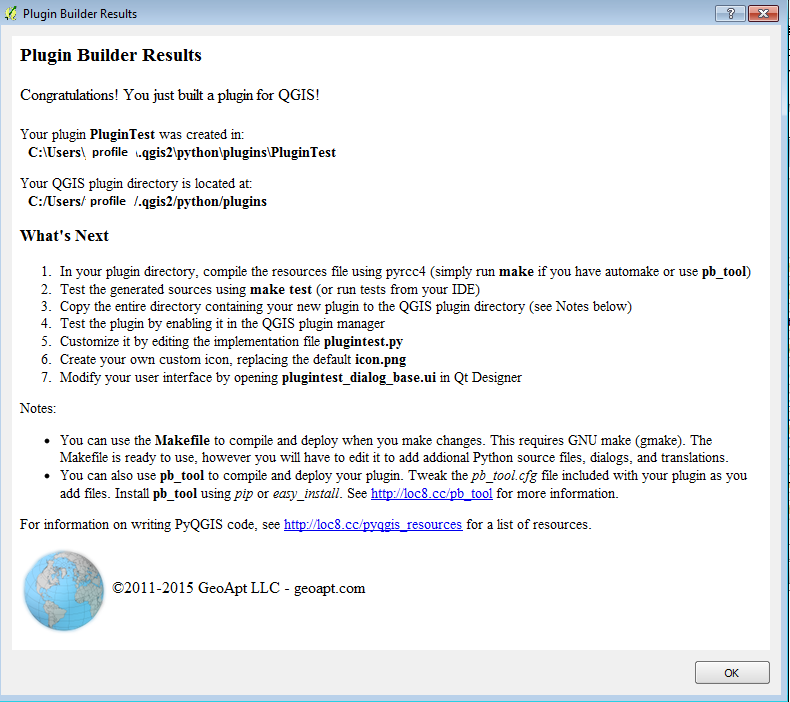 Plugin Builder Results
Plugin Builder Results
Congratulations! You just built a plugin for QGIS!
Your plugin PluginTest was created in:
C:\Users\ profile \.qgis2\python\plugins\PluginTest
Your QGIS plugin directory is located at:
C:/Users/ profile /.qgis2/python/plugins
What's Next
1. In your plugin directory, compile the resources file using pyrcc4 (simply run make if you have automake or use pb_tool)
2. Test the generated sources using make test (or run tests from your IDE)
3. Copy the entire directory containing your new plugin to the QGIS plugin directory (see Notes below)
4. Test the plugin by enabling it in the QGIS plugin manager
5. Customize it by editing the implementation file plugintest.py
6. Create your own custom icon, replacing the default icon.png
7. Modify your user interface by opening plugintest_dialog_base.ui in Qt Designer
Notes:
• You can use the Makefile to compile and deploy when you make changes. This requires GNU make (gmake). The
Makefile is ready to use, however you will have to edit it to add addional Python source files, dialogs, and translations.
• You can also use pb_tool to compile and deploy your plugin. Tweak the pb_tool.cfg file included with your plugin as you
add files. Install pb_tool using pip or easy_install. See http://loc8.cc/pb_tool for more information.
For information on writing PyQGIS code, see http://loc8.cc/pyqgis_resources for a list of resources.
©2011-2015 GeoApt LLC - geoapt.com
OK